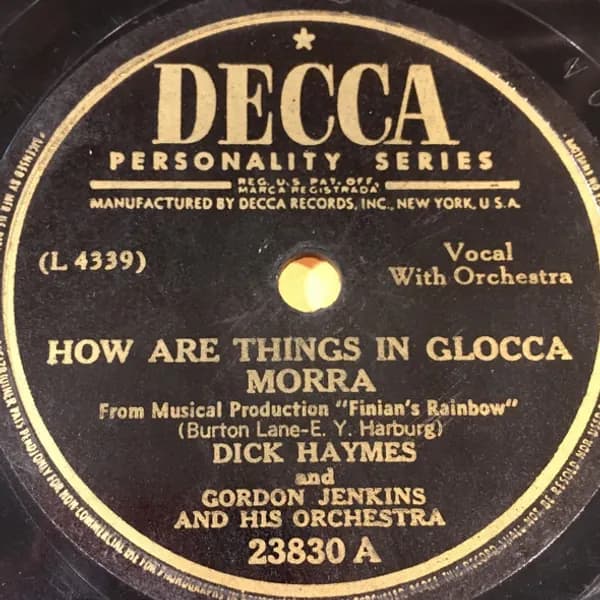 DECCA
PERSONALITY SERIES
REG. U.S. PAT. OFF.
MARCA REGISTRADA
MANUFACTURED BY DECCA RECORDS, INC., NEW YORK, U.S.A.
(L 4339)
Vocal
With Orchestra
HOW ARE THINGS IN GLOCCA
MORRA
From Musical Production "Finian's Rainbow"
(Burton Lane-E. Y. Harburg)
DICK HAYMES
and
GORDON JENKINS
AND HIS ORCHESTRA
23830 A